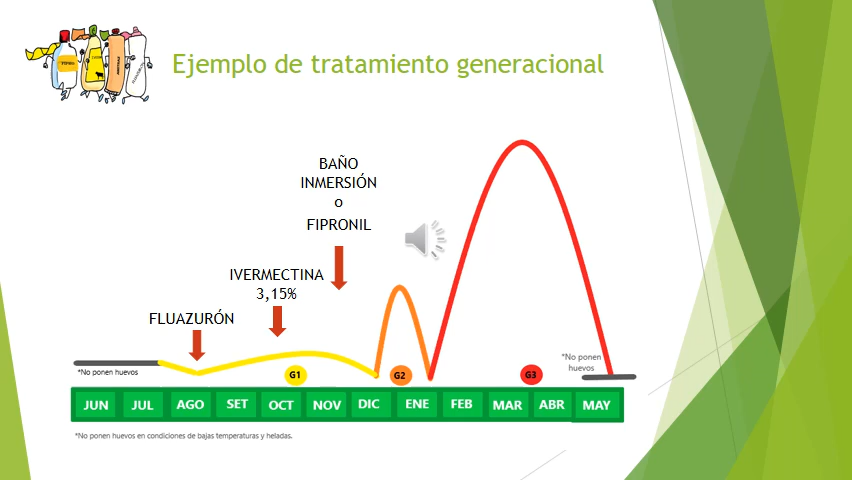 Ejemplo de tratamiento generacional
BAÑO
INMERSIÓN
o
FIPRONIL
IVERMECTINA
3,15%
FLUAZURÓN
*No ponen huevos
G1
G2
G3
*No ponen
huevos
JUN JUL AGO SET OCT NOV DIC ENE FEB MAR ABR MAY
*No ponen huevos en condiciones de bajas temperaturas y heladas.